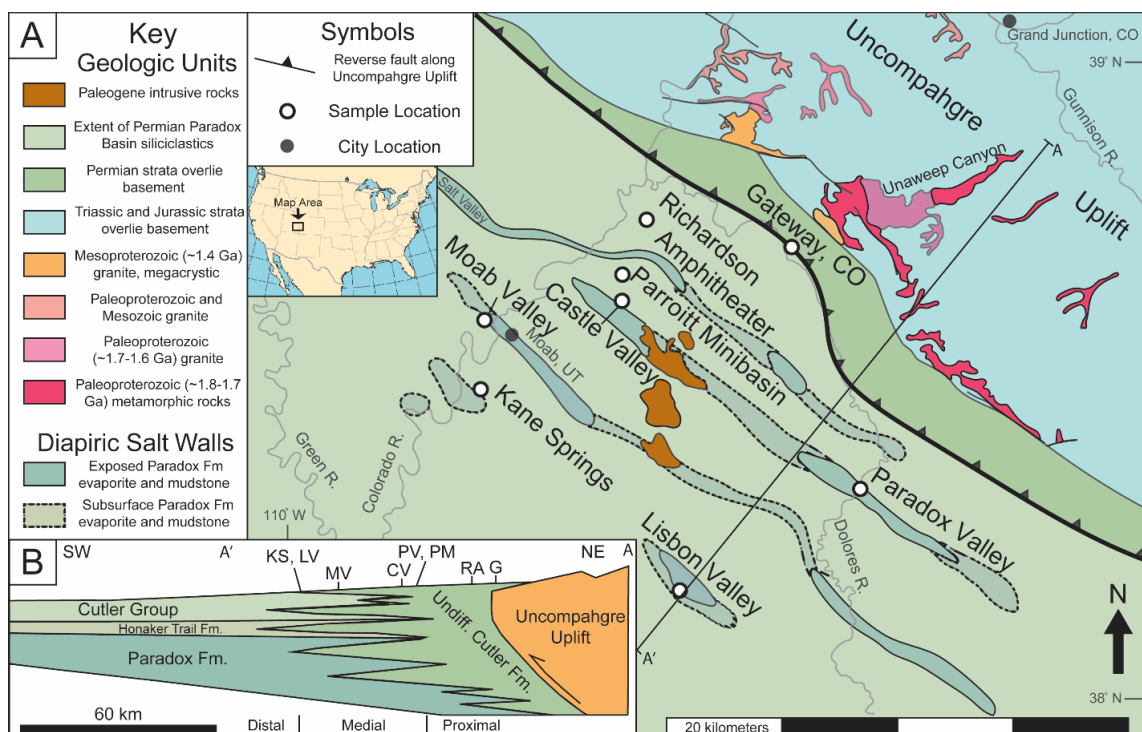 A
Key
Geologic Units
Paleogene intrusive rocks
Extent of Permian Paradox
Basin siliciclastics
Permian strata overlie
basement
Triassic and Jurassic strata
overlie basement
Mesoproterozoic (~1.4 Ga)
granite, megacrystic
Paleoproterozoic and
Mesozoic granite
Paleoproterozoic
(~1.7-1.6 Ga) granite
Paleoproterozoic (~1.8-1.7
Ga) metamorphic rocks
Diapiric Salt Walls
Exposed Paradox Fm
evaporite and mudstone
Subsurface Paradox Fm
evaporite and mudstone
Symbols
Reverse fault along
Uncompahgre Uplift
Sample Location
City Location
Map Area
Grand Junction, CO
39° N
Gunnison R.
Uncompahgre
Uplift
A
Unaweep Canyon
Gateway, CO
Salt Valley
Richardson
Amphitheater
Parroitt Minibasin
Castle Valley
Moab Valley
Moab, UT
Kane Springs
Green R.
Colorado R.
110° W
Paradox Valley
Dolores R.
Lisbon Valley
A'
N
38° N
20 kilometers
B
SW
A'
KS, LV
MV
CV
PV, PM
RA
G
NE
A
Cutler Group
Honaker Trail Fm.
Paradox Fm.
Undiff. Cutler Fm.
Uncompahgre
Uplift
60 km
Distal
Medial
Proximal